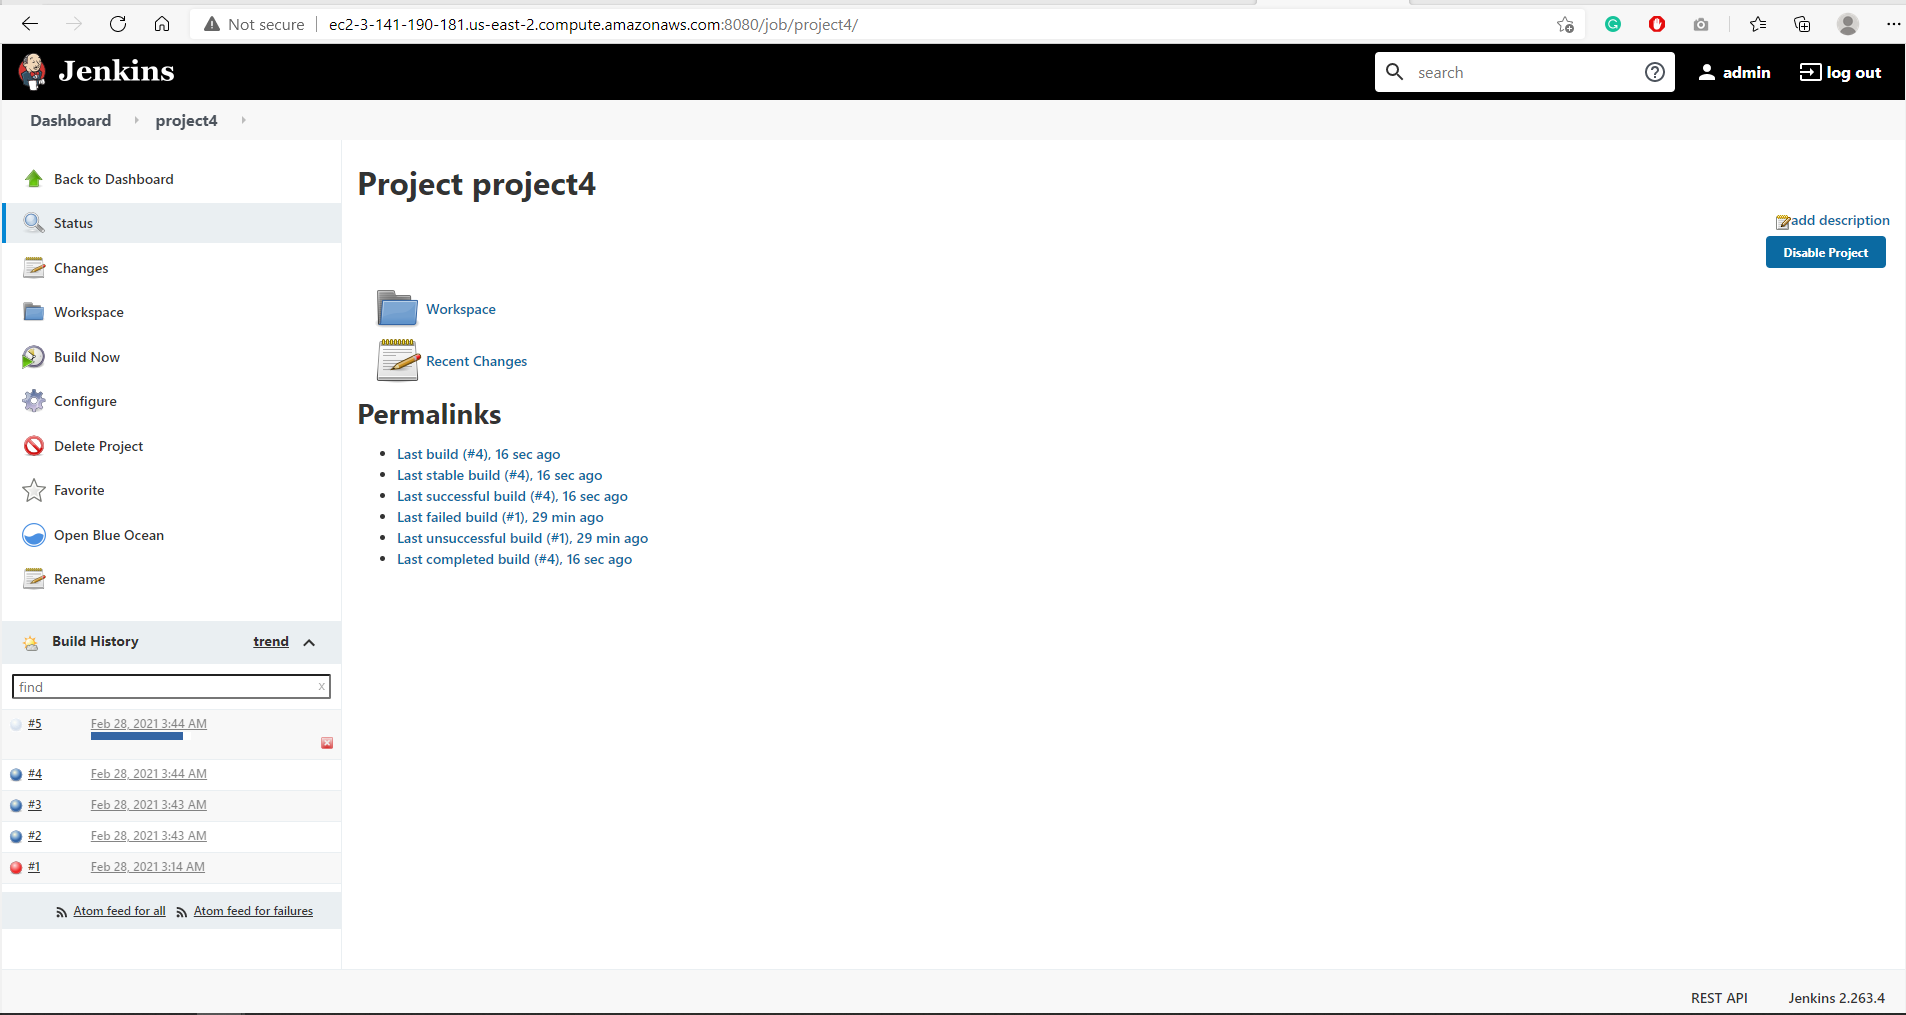 Not secure | ec2-3-141-190-181.us-east-2.compute.amazonaws.com:8080/job/project4/
Jenkins
search
admin
log out
Dashboard
project4
Back to Dashboard
Status
Changes
Workspace
Build Now
Configure
Delete Project
Favorite
Open Blue Ocean
Rename
Build History trend
find x
#5 Feb 28, 2021 3:44 AM
#4 Feb 28, 2021 3:44 AM
#3 Feb 28, 2021 3:43 AM
#2 Feb 28, 2021 3:43 AM
#1 Feb 28, 2021 3:14 AM
Atom feed for all Atom feed for failures
Project project4
add description
Disable Project
Workspace
Recent Changes
Permalinks
• Last build (#4), 16 sec ago
• Last stable build (#4), 16 sec ago
• Last successful build (#4), 16 sec ago
• Last failed build (#1), 29 min ago
• Last unsuccessful build (#1), 29 min ago
• Last completed build (#4), 16 sec ago
REST API Jenkins 2.263.4